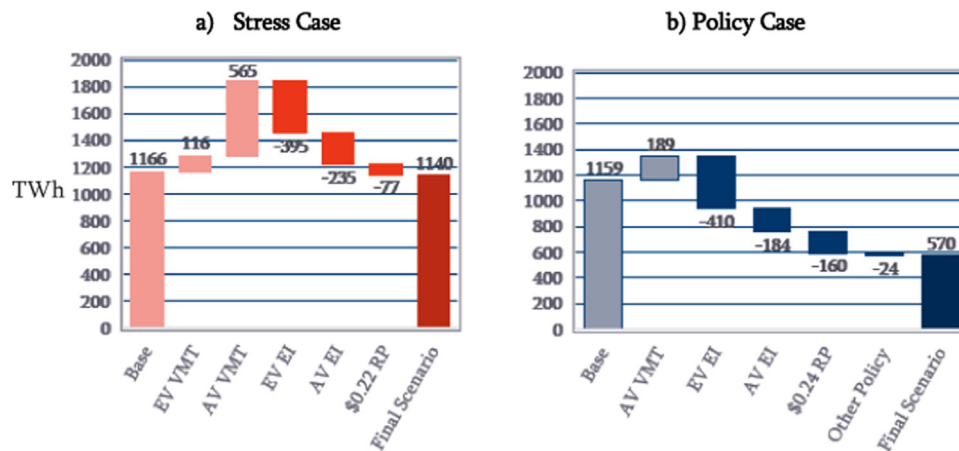 a) Stress Case
2000
1800
1600
1400
1200
1000
800
600
400
200
0
TWh
1166
116
565
-395
-235
-77
1140
Base
EV VMT
AV VMT
EV EI
AV EI
$0.22 RP
Final Scenario
b) Policy Case
2000
1800
1600
1400
1200
1000
800
600
400
200
0
1159
189
-410
-184
-160
-24
570
Base
AV VMT
EV EI
AV EI
$0.24 RP
Other Policy
Final Scenario